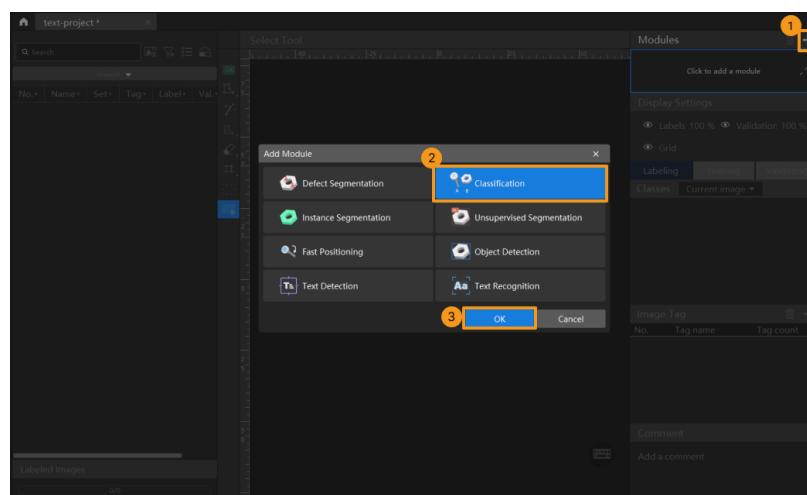 text-project *
Select Tool
Modules
1
Search
Click to add a module
No.
Name
Set
Tag
Label
Val.
Display Settings
Labels 100 %
Validation 100 %
Grid
Add Module
2
Defect Segmentation
Classification
Labeling
Classes
Current image
Instance Segmentation
Unsupervised Segmentation
Fast Positioning
Object Detection
Text Detection
Text Recognition
3
OK
Cancel
Image Tag
No.
Tag name
Tag count
Comment
Add a comment
Labeled Images
0/0